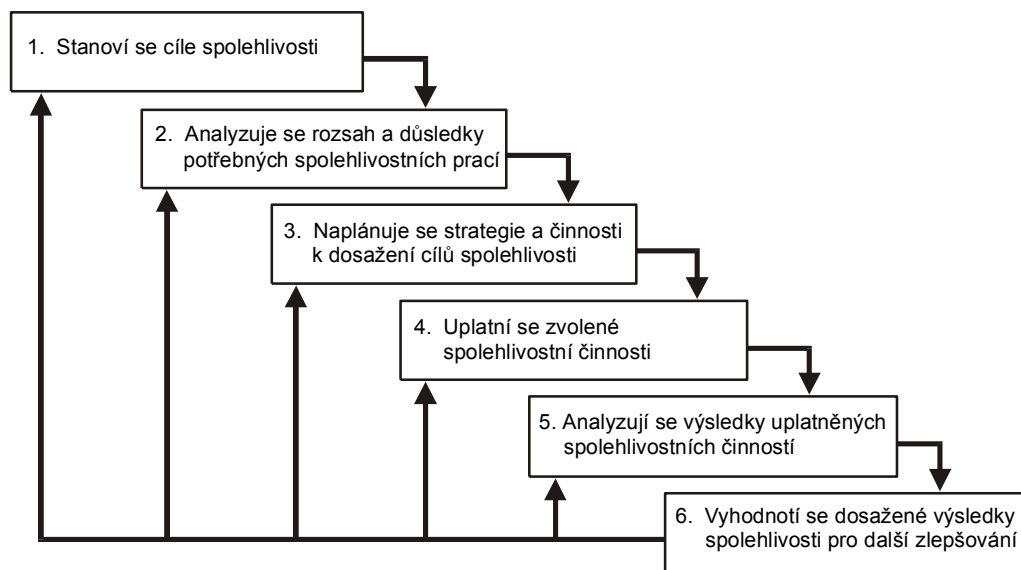 1. Stanoví se cíle spolehlivosti
2. Analyzuje se rozsah a důsledky
potřebných spolehlivostních prací
3. Naplánuje se strategie a činnosti
k dosažení cílů spolehlivosti
4. Uplatní se zvolené
spolehlivostní činnosti
5. Analyzují se výsledky uplatněných
spolehlivostních činností
6. Vyhodnotí se dosažené výsledky
spolehlivosti pro další zlepšování